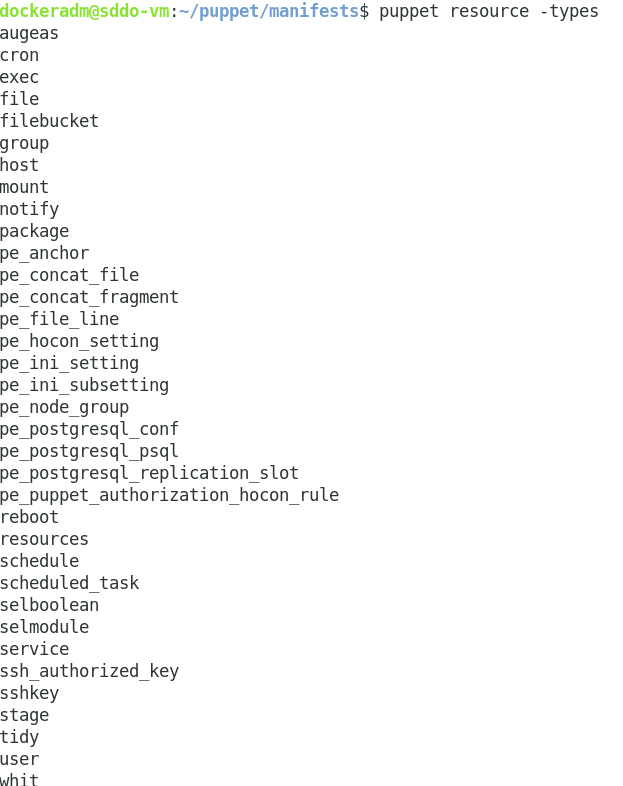 dockeradm@sddo-vm:~/puppet/manifests$ puppet resource -types
augeas
cron
exec
file
filebucket
group
host
mount
notify
package
pe_anchor
pe_concat_file
pe_concat_fragment
pe_file_line
pe_hocon_setting
pe_ini_setting
pe_ini_subsetting
pe_node_group
pe_postgresql_conf
pe_postgresql_psql
pe_postgresql_replication_slot
pe_puppet_authorization_hocon_rule
reboot
resources
schedule
scheduled_task
selboolean
selmodule
service
ssh_authorized_key
sshkey
stage
tidy
user
whit